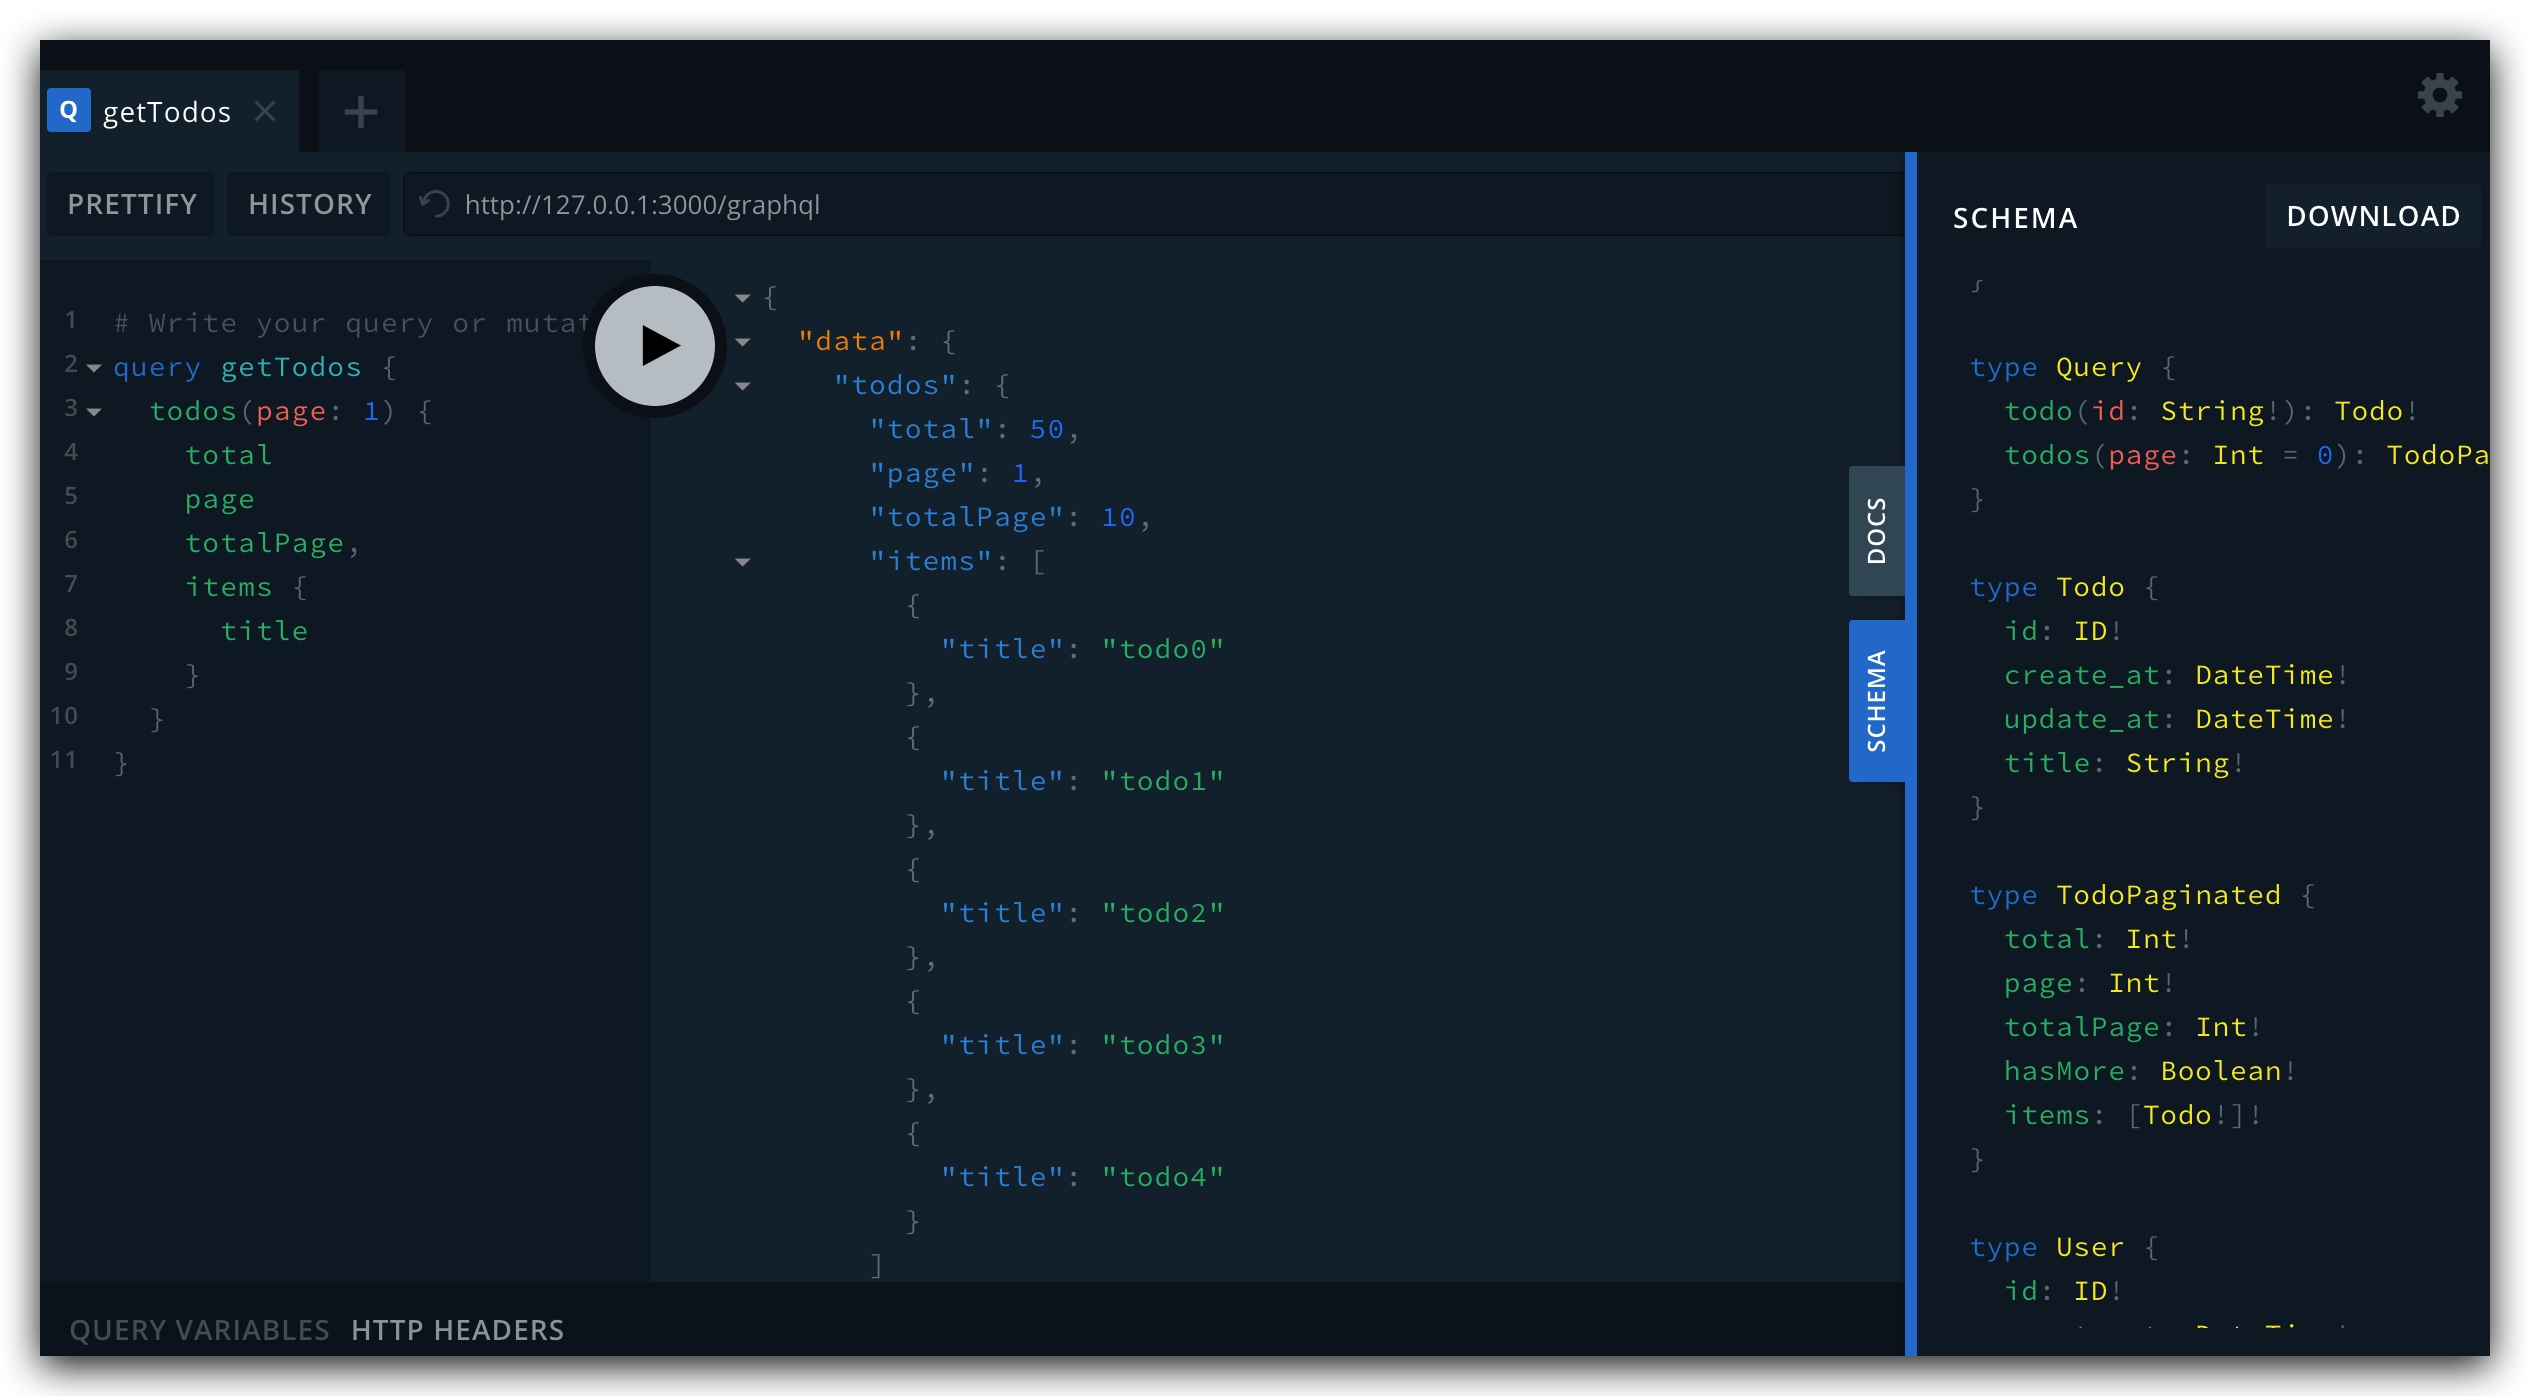 Q getTodos
PRETTIFY HISTORY http://127.0.0.1:3000/graphql
1 # Write your query or mutat
2 query getTodos {
3 todos(page: 1) {
4 total
5 page
6 totalPage,
7 items {
8 title
9 }
10 }
11 }
QUERY VARIABLES HTTP HEADERS
{
"data": {
"todos": {
"total": 50,
"page": 1,
"totalPage": 10,
"items": [
{
"title": "todo0"
},
{
"title": "todo1"
},
{
"title": "todo2"
},
{
"title": "todo3"
},
{
"title": "todo4"
}
]
DOCS
SCHEMA
SCHEMA DOWNLOAD
type Query {
todo(id: String!): Todo!
todos(page: Int = 0): TodoPa
}
type Todo {
id: ID!
create_at: DateTime!
update_at: DateTime!
title: String!
}
type TodoPaginated {
total: Int!
page: Int!
totalPage: Int!
hasMore: Boolean!
items: [Todo!]!
}
type User {
id: ID!